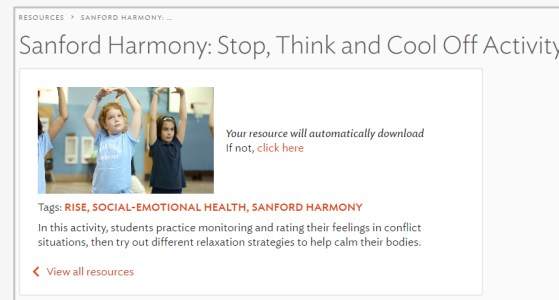 RESOURCES > SANFORD HARMONY: ...
Sanford Harmony: Stop, Think and Cool Off Activity
Your resource will automatically download
If not, click here
Tags: RISE, SOCIAL-EMOTIONAL HEALTH, SANFORD HARMONY
In this activity, students practice monitoring and rating their feelings in conflict
situations, then try out different relaxation strategies to help calm their bodies.
< View all resources